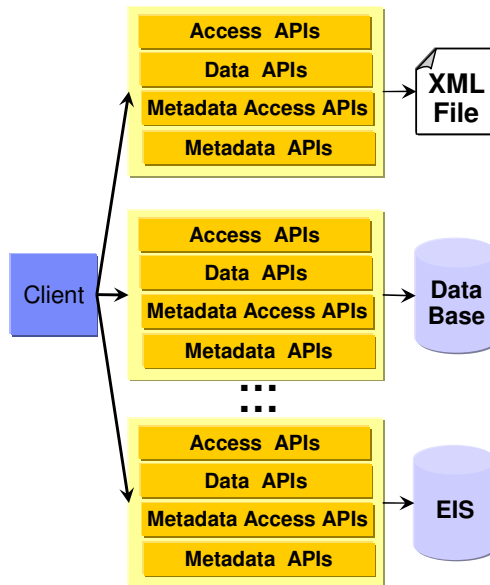 Access APIs
Data APIs
Metadata Access APIs
Metadata APIs
XML
File
Client
Access APIs
Data APIs
Metadata Access APIs
Metadata APIs
Data
Base
...
...
Access APIs
Data APIs
Metadata Access APIs
Metadata APIs
EIS